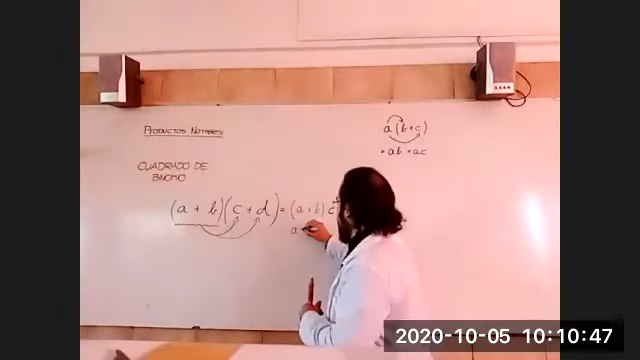 PRODUCTOS NOTABLES
CUADRADO DE
BINOMIO
a(b+c)
= ab + ac
(a + b)(c + d) = (a+b) c +
a
2020-10-05 10:10:47